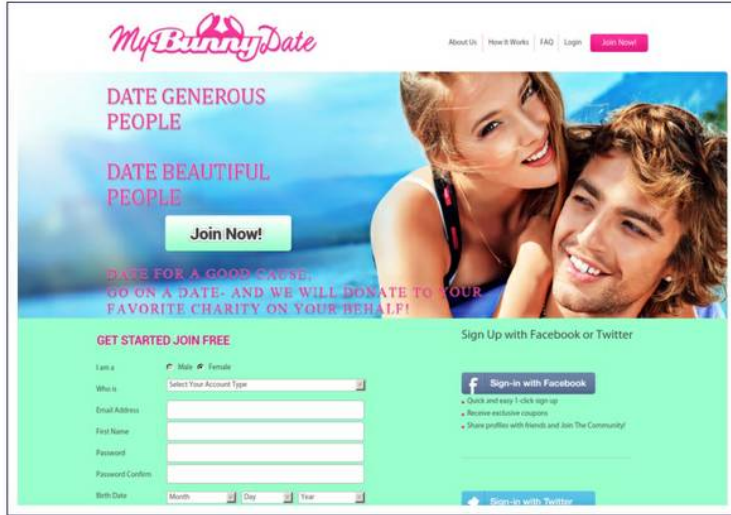 MyBunnyDate
About Us How It Works FAQ Login Join Now!
DATE GENEROUS
PEOPLE
DATE BEAUTIFUL
PEOPLE
Join Now!
DATE FOR A GOOD CAUSE,
GO ON A DATE- AND WE WILL DONATE TO YOUR
FAVORITE CHARITY ON YOUR BEHALF!
GET STARTED JOIN FREE
I am a Male Female
Who is Select Your Account Type
Email Address
First Name
Password
Password Confirm
Birth Date Month Day Year
Sign Up with Facebook or Twitter
f Sign-in with Facebook
Quick and easy 1-click sign-up
Receive exclusive coupons
Share profiles with friends and Join The Community!
Sign-in with Twitter